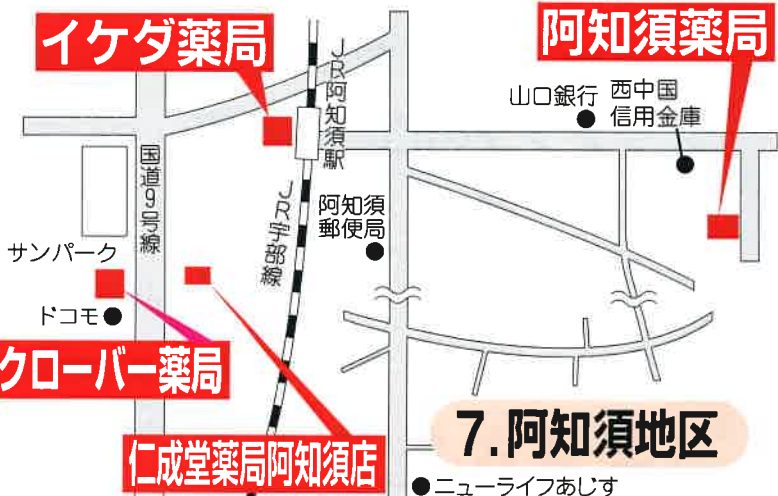 イケダ薬局
阿知須薬局
JR阿知須駅
山口銀行
西中国
信用金庫
国道9号線
JR宇部線
阿知須
郵便局
サンパーク
ドコモ
クローバー薬局
仁成堂薬局阿知須店
7.阿知須地区
ニューライフあじす